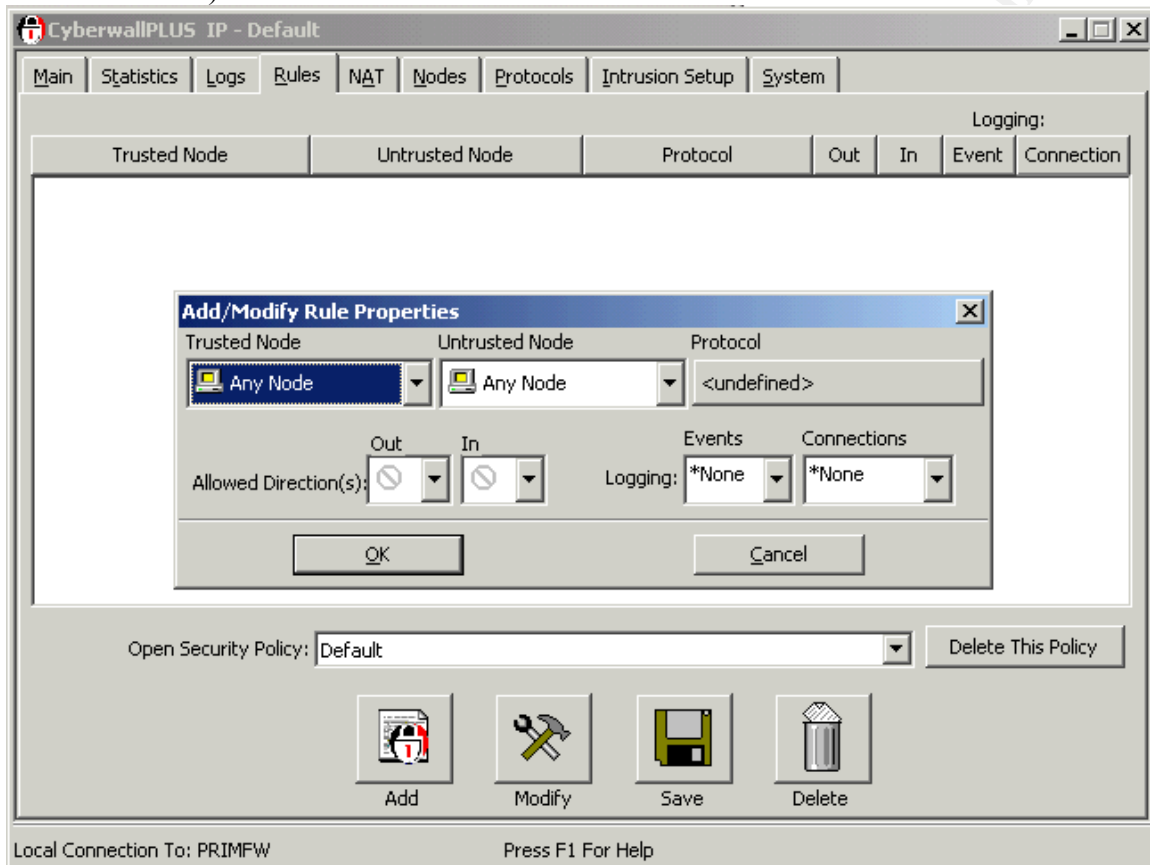 CyberwallPLUS IP - Default
Main Statistics Logs Rules NAT Nodes Protocols Intrusion Setup System
Logging:
Trusted Node Untrusted Node Protocol Out In Event Connection
Add/Modify Rule Properties
Trusted Node Untrusted Node Protocol
Any Node Any Node <undefined>
Out In Events Connections
Allowed Direction(s): Logging: *None *None
OK Cancel
Open Security Policy: Default Delete This Policy
Add Modify Save Delete
Local Connection To: PRIMFW Press F1 For Help